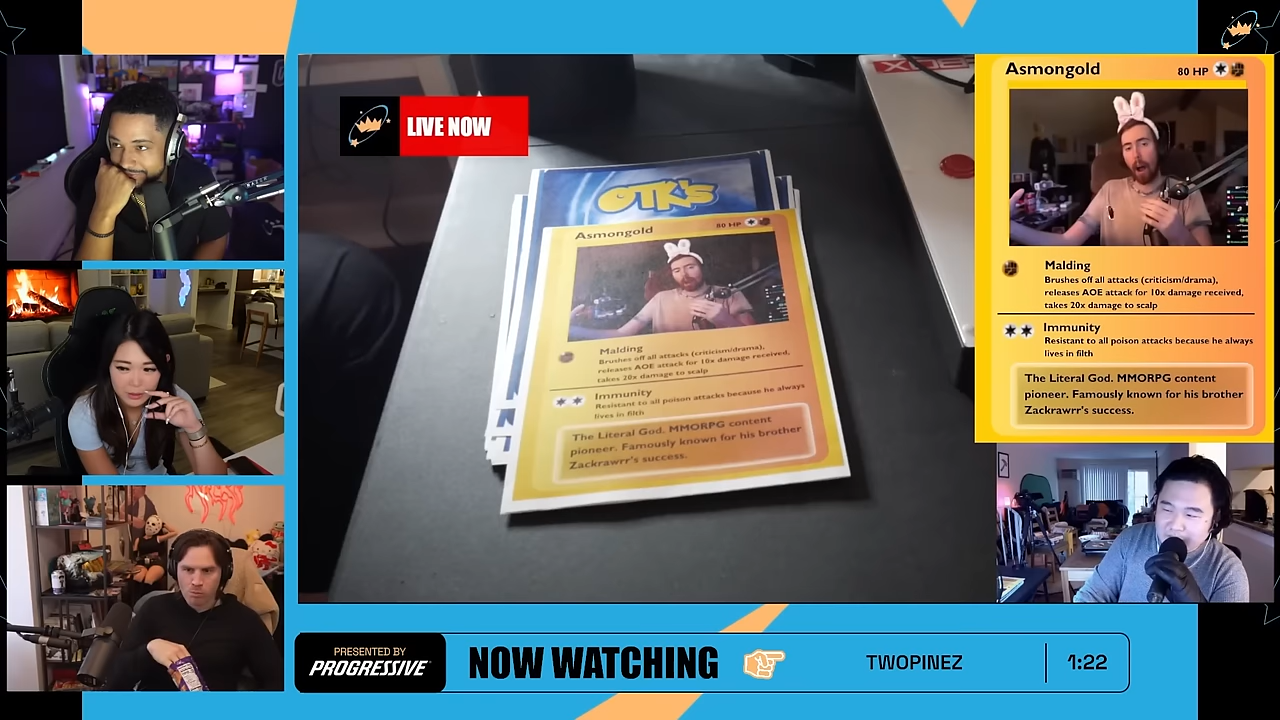 LIVE NOW
XBOX
OTK'S
Asmongold 80 HP
Malding
Brushes off all attacks (criticism/drama),
releases AOE attack for 10x damage received,
takes 20x damage to scalp
Immunity
Resistant to all poison attacks because he always
lives in filth
The Literal God. MMORPG content
pioneer. Famously known for his brother
Zackrawrr's success.
Asmongold 80 HP
Malding
Brushes off all attacks (criticism/drama),
releases AOE attack for 10x damage received,
takes 20x damage to scalp
Immunity
Resistant to all poison attacks because he always
lives in filth
The Literal God. MMORPG content
pioneer. Famously known for his brother
Zackrawrr's success.
PRESENTED BY
PROGRESSIVE
NOW WATCHING
TWOPINEZ
1:22